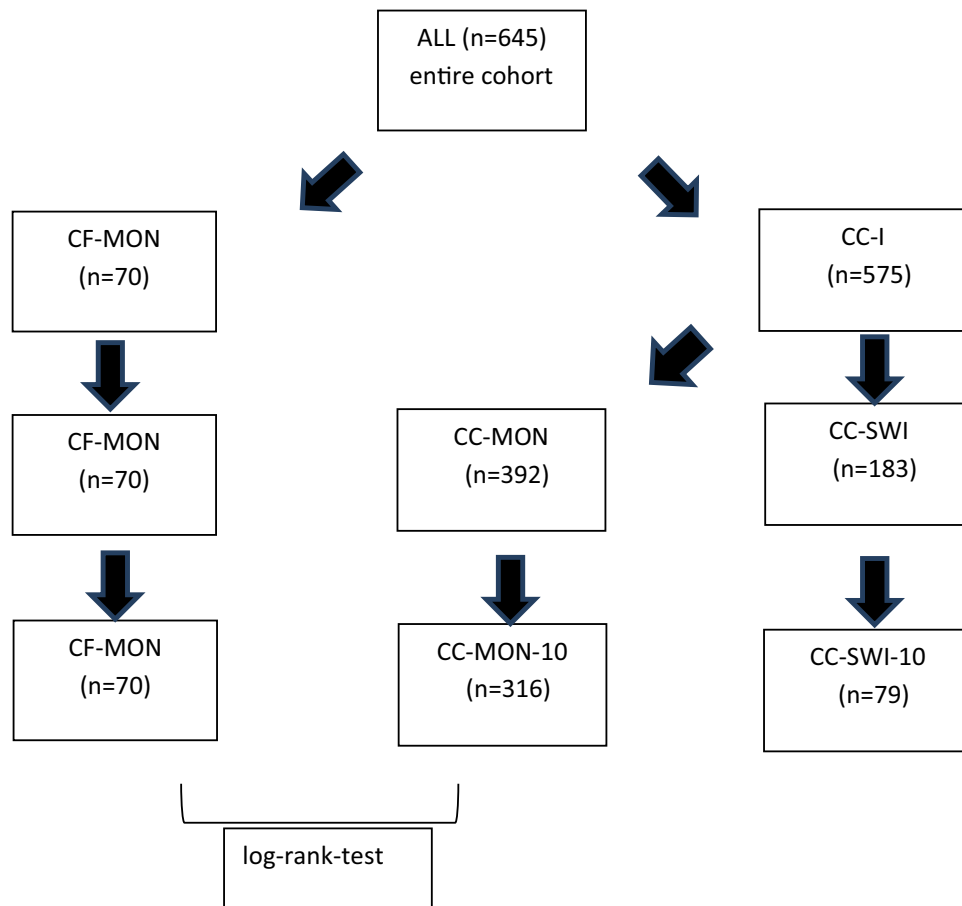 ALL (n=645)
entire cohort
CF-MON
(n=70)
CC-I
(n=575)
CF-MON
(n=70)
CC-MON
(n=392)
CC-SWI
(n=183)
CF-MON
(n=70)
CC-MON-10
(n=316)
CC-SWI-10
(n=79)
log-rank-test